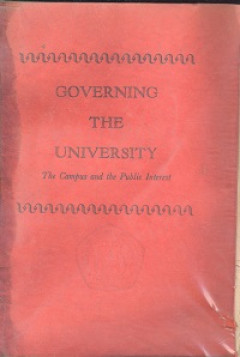 GOVERNING
THE
UNIVERSITY
The Campus and the Public Interest